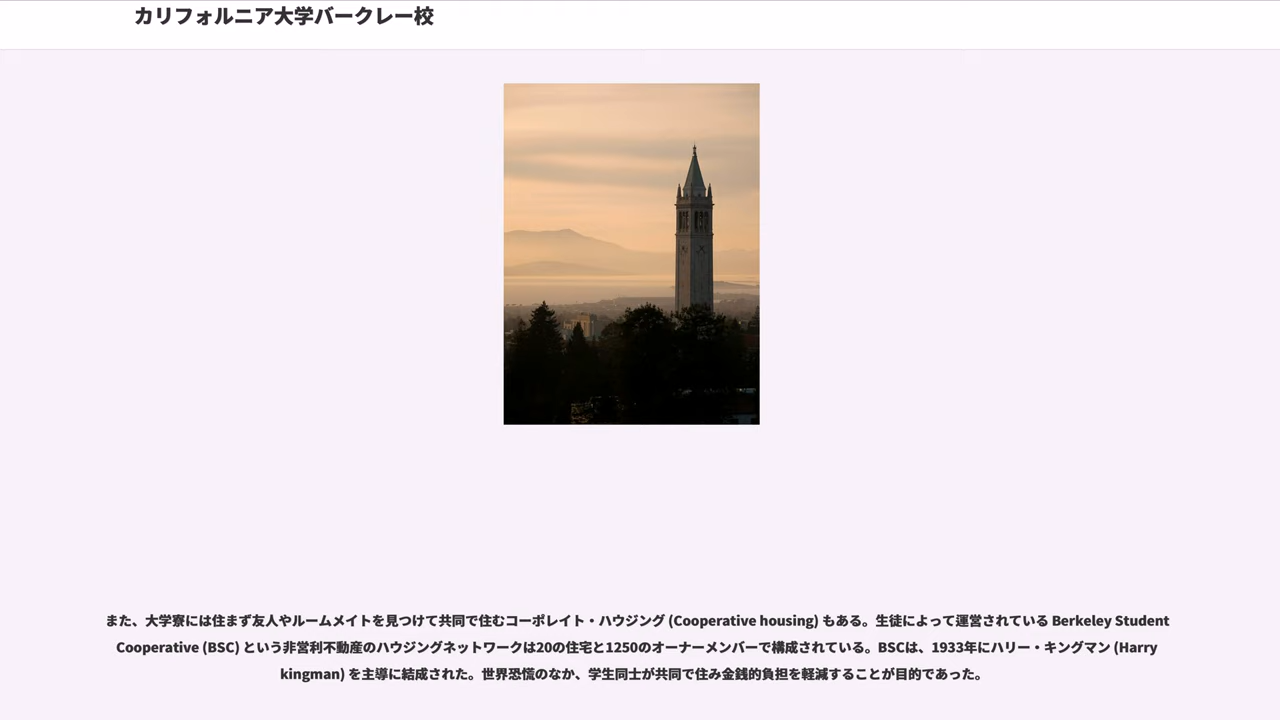 カリフォルニア大学バークレー校
また、大学寮には住まず友人やルームメイトを見つけて共同で住むコーポレイト・ハウジング (Cooperative housing) もある。生徒によって運営されている Berkeley Student
Cooperative (BSC) という非営利不動産のハウジングネットワークは20の住宅と1250のオーナーメンバーで構成されている。BSCは、1933年にハリー・キングマン (Harry
kingman) を主導に結成された。世界恐慌のなか、学生同士が共同で住み金銭的負担を軽減することが目的であった。